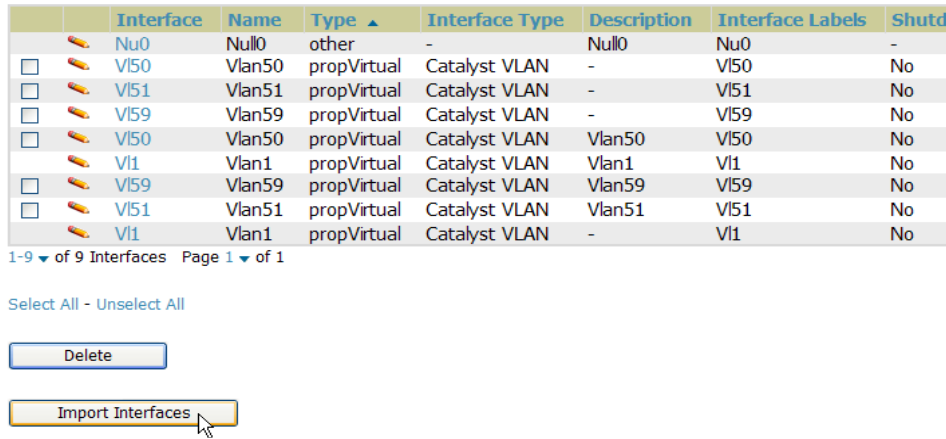 Interface Name Type Interface Type Description Interface Labels Shutd
Nu0 Null0 other - Null0 Nu0 -
Vl50 Vlan50 propVirtual Catalyst VLAN - Vl50 No
Vl51 Vlan51 propVirtual Catalyst VLAN - Vl51 No
Vl59 Vlan59 propVirtual Catalyst VLAN - Vl59 No
Vl50 Vlan50 propVirtual Catalyst VLAN Vlan50 Vl50 No
Vl1 Vlan1 propVirtual Catalyst VLAN Vlan1 Vl1 No
Vl59 Vlan59 propVirtual Catalyst VLAN Vlan59 Vl59 No
Vl51 Vlan51 propVirtual Catalyst VLAN Vlan51 Vl51 No
Vl1 Vlan1 propVirtual Catalyst VLAN - Vl1 No
1-9 of 9 Interfaces Page 1 of 1
Select All - Unselect All
Delete
Import Interfaces